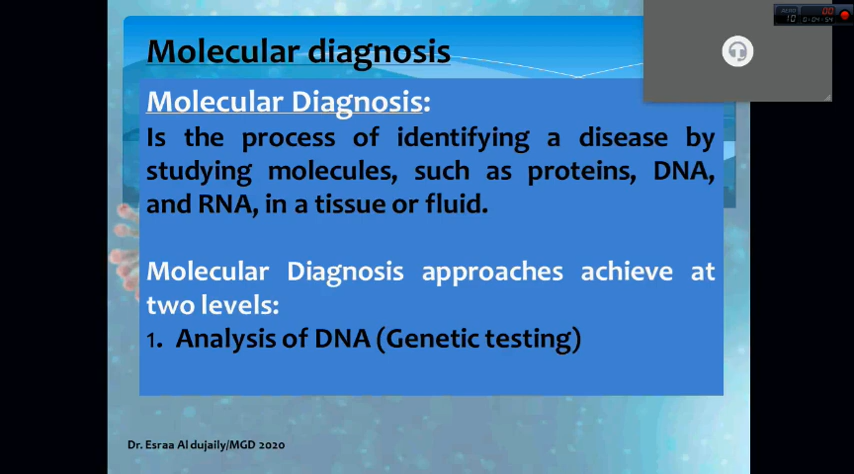 Molecular diagnosis
Molecular Diagnosis:
Is the process of identifying a disease by
studying molecules, such as proteins, DNA,
and RNA, in a tissue or fluid.
Molecular Diagnosis approaches achieve at
two levels:
1. Analysis of DNA (Genetic testing)
Dr. Esraa Al dujaily/MGD 2020